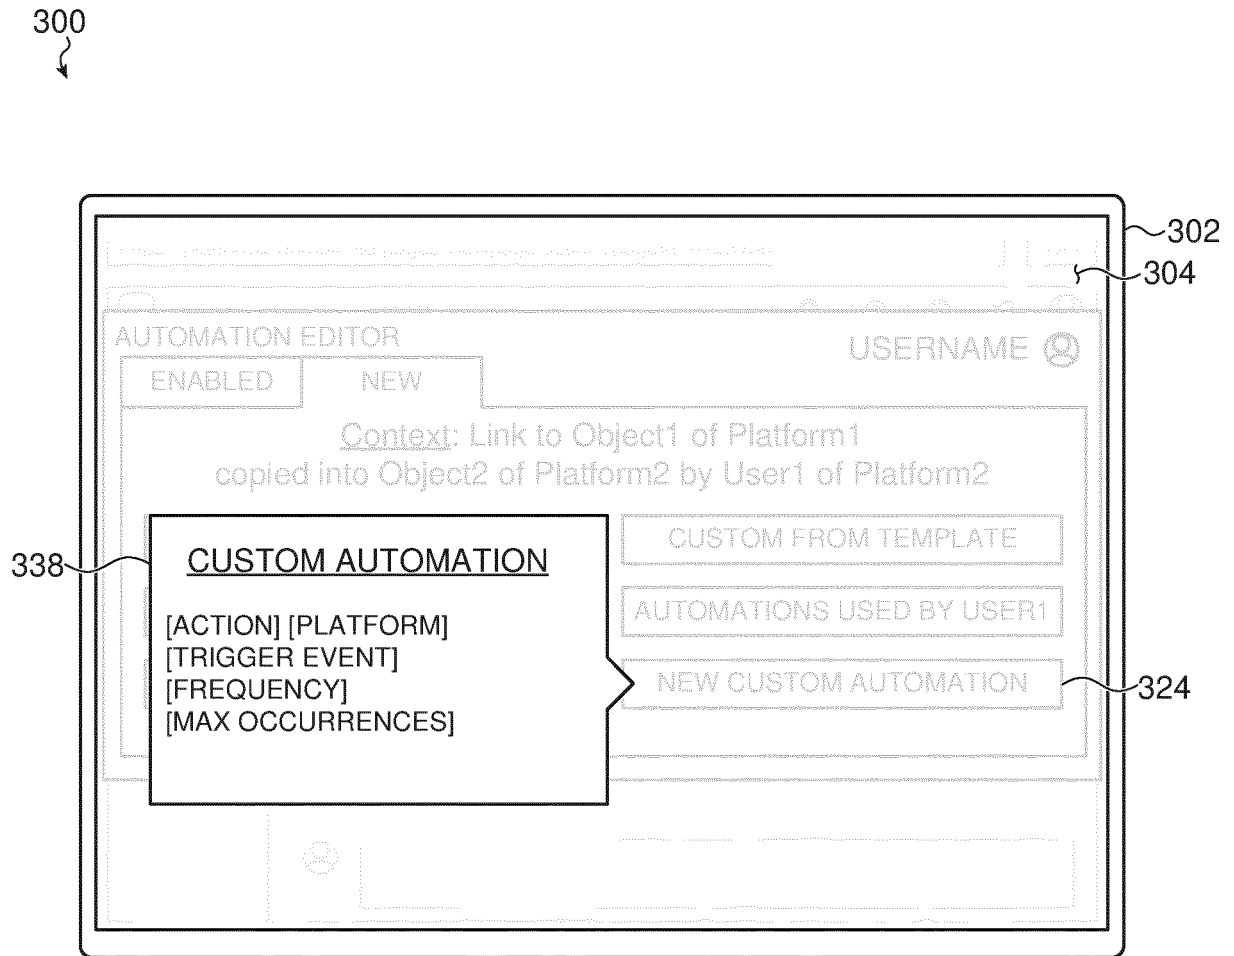 300
302
304
AUTOMATION EDITOR
USERNAME
ENABLED
NEW
Context: Link to Object1 of Platform1
copied into Object2 of Platform2 by User1 of Platform2
338
CUSTOM AUTOMATION
[ACTION] [PLATFORM]
[TRIGGER EVENT]
[FREQUENCY]
[MAX OCCURRENCES]
CUSTOM FROM TEMPLATE
AUTOMATIONS USED BY USER1
NEW CUSTOM AUTOMATION
324